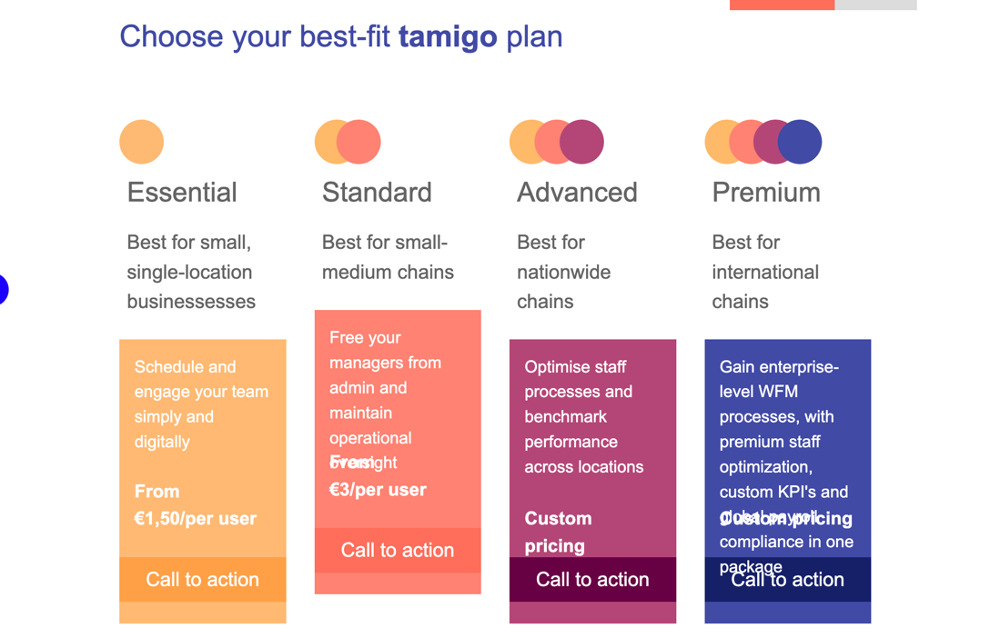 Choose your best-fit tamigo plan
Essential
Best for small,
single-location
businessesses
Schedule and
engage your team
simply and
digitally
From
€1,50/per user
Call to action
Standard
Best for small-
medium chains
Free your
managers from
admin and
maintain
operational
oversight
From
€3/per user
Call to action
Advanced
Best for
nationwide
chains
Optimise staff
processes and
benchmark
performance
across locations
Custom
pricing
Call to action
Premium
Best for
international
chains
Gain enterprise-
level WFM
processes, with
premium staff
optimization,
custom KPI's and
global payroll
compliance in one
package
Custom pricing
Call to action